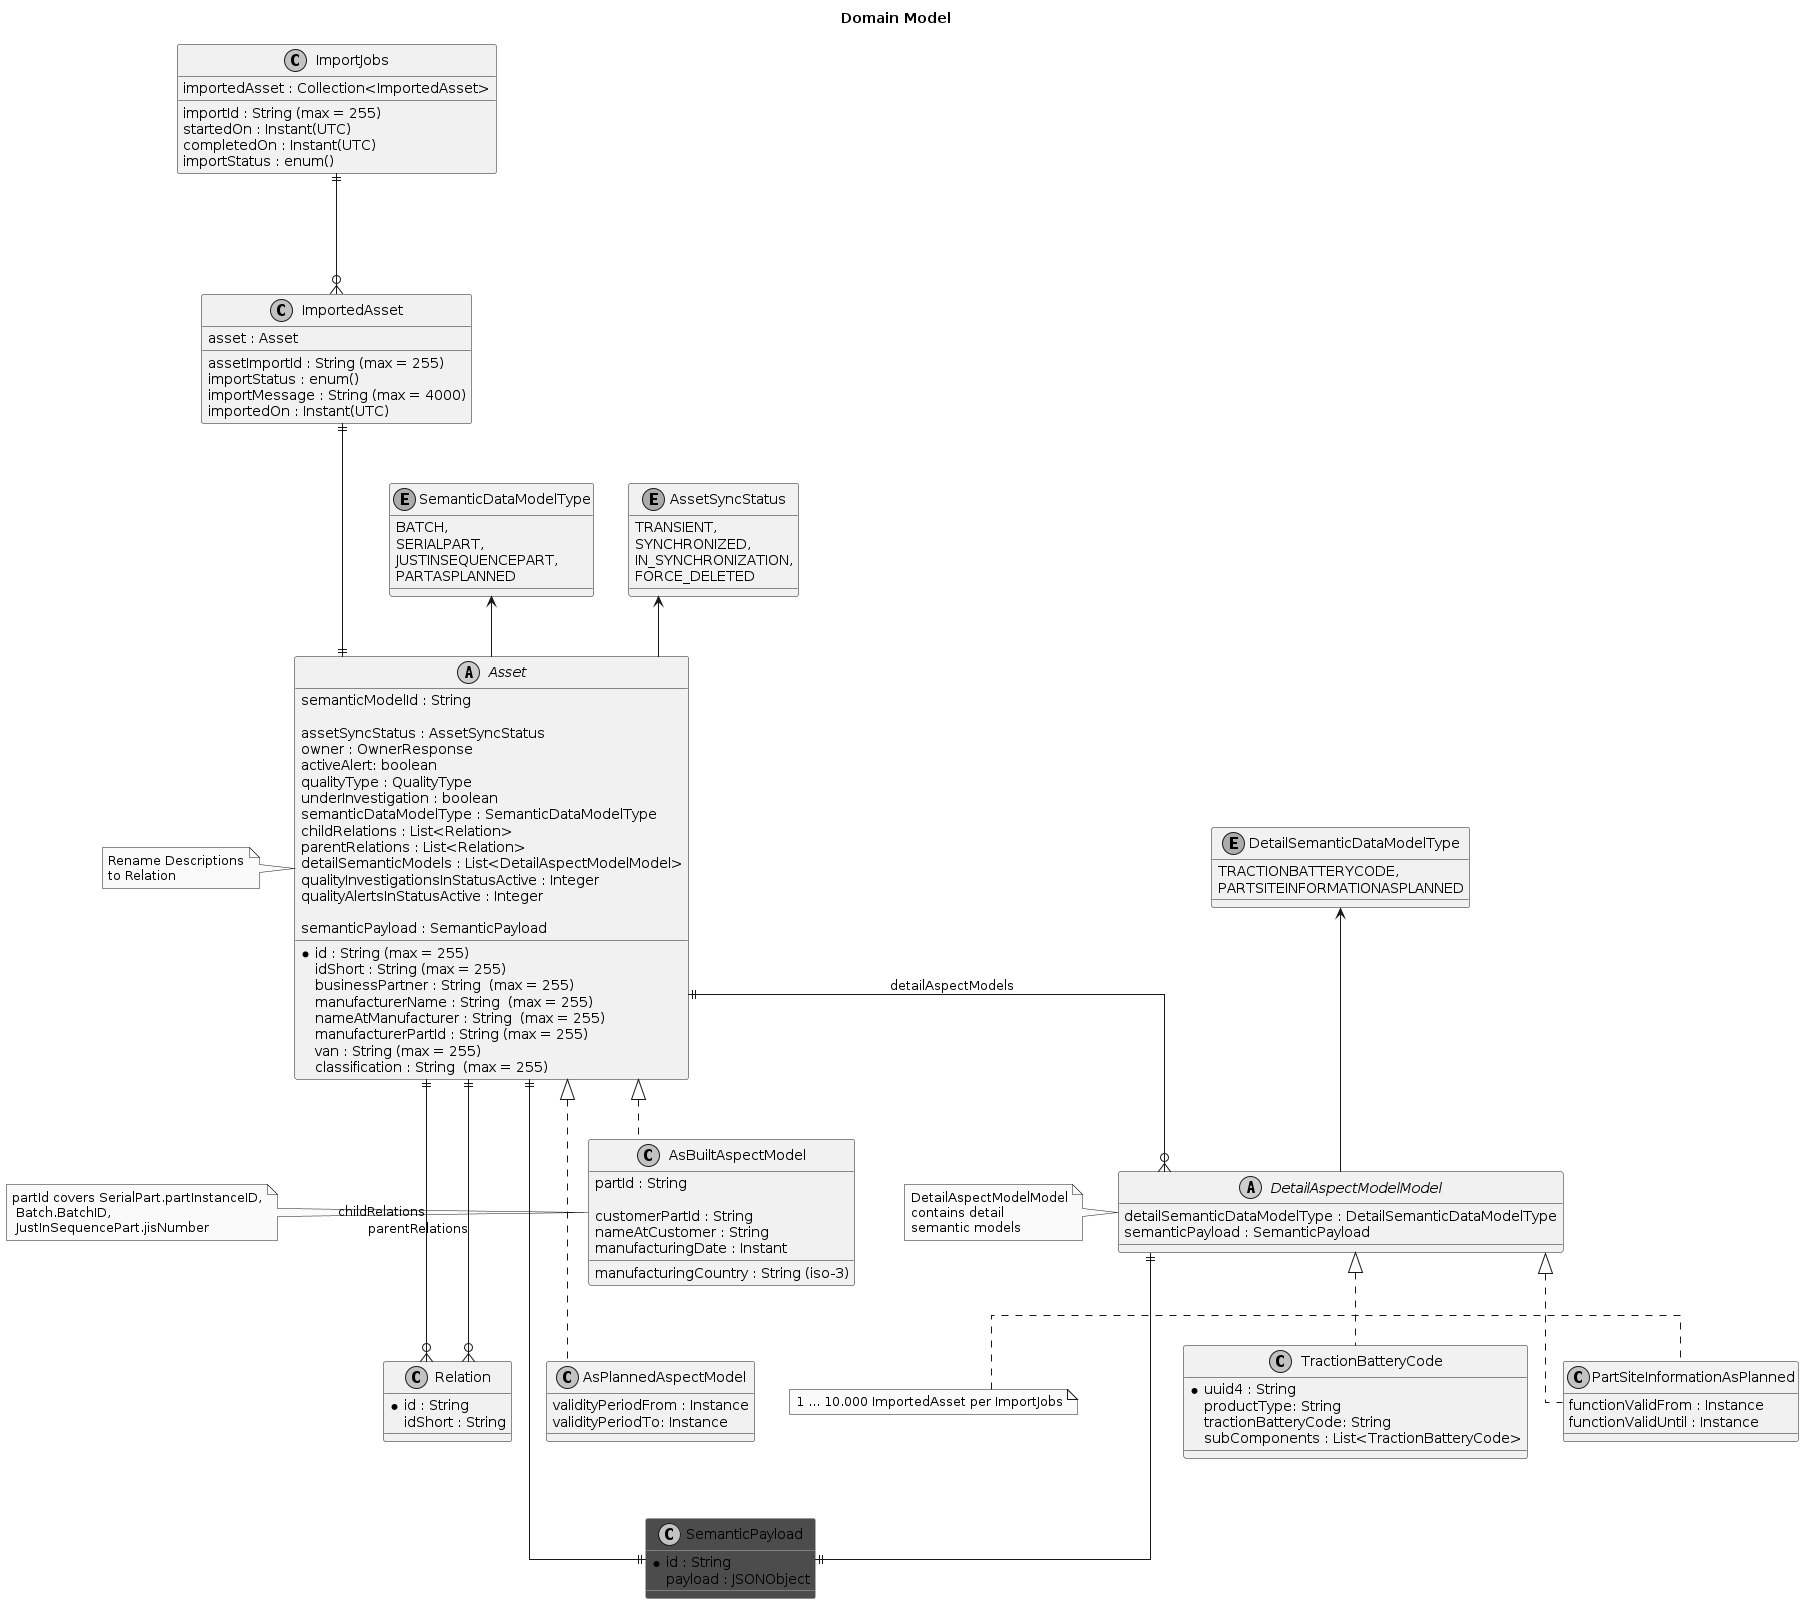 Domain Model
C ImportJobs
importedAsset : Collection<ImportedAsset>
importId : String (max = 255)
startedOn : Instant(UTC)
completedOn : Instant(UTC)
importStatus : enum()
C ImportedAsset
asset : Asset
assetImportId : String (max = 255)
importStatus : enum()
importMessage : String (max = 4000)
importedOn : Instant(UTC)
E SemanticDataModelType
BATCH,
SERIALPART,
JUSTINSEQUENCEPART,
PARTASPLANNED
E AssetSyncStatus
TRANSIENT,
SYNCHRONIZED,
IN_SYNCHRONIZATION,
FORCE_DELETED
A Asset
semanticModelId : String
assetSyncStatus : AssetSyncStatus
owner : OwnerResponse
activeAlert: boolean
qualityType : QualityType
underInvestigation : boolean
semanticDataModelType : SemanticDataModelType
childRelations : List<Relation>
parentRelations : List<Relation>
detailSemanticModels : List<DetailAspectModelModel>
qualityInvestigationsInStatusActive : Integer
qualityAlertsInStatusActive : Integer
semanticPayload : SemanticPayload
id : String (max = 255)
idShort : String (max = 255)
businessPartner : String  (max = 255)
manufacturerName : String  (max = 255)
nameAtManufacturer : String  (max = 255)
manufacturerPartId : String (max = 255)
van : String (max = 255)
classification : String  (max = 255)
Rename Descriptions
to Relation
E DetailSemanticDataModelType
TRACTIONBATTERYCODE,
PARTSITEINFORMATIONASPLANNED
detailAspectModels
C AsBuiltAspectModel
partId : String
customerPartId : String
nameAtCustomer : String
manufacturingDate : Instant
manufacturingCountry : String (iso-3)
partId covers SerialPart.partInstanceID,
Batch.BatchID,
JustInSequencePart.jisNumber
childRelations
parentRelations
DetailAspectModelModel
contains detail
semantic models
A DetailAspectModelModel
detailSemanticDataModelType : DetailSemanticDataModelType
semanticPayload : SemanticPayload
C Relation
id : String
idShort : String
C AsPlannedAspectModel
validityPeriodFrom : Instance
validityPeriodTo: Instance
1 ... 10.000 ImportedAsset per ImportJobs
C TractionBatteryCode
uuid4 : String
productType: String
tractionBatteryCode: String
subComponents : List<TractionBatteryCode>
C PartSiteInformationAsPlanned
functionValidFrom : Instance
functionValidUntil : Instance
C SemanticPayload
id : String
payload : JSONObject